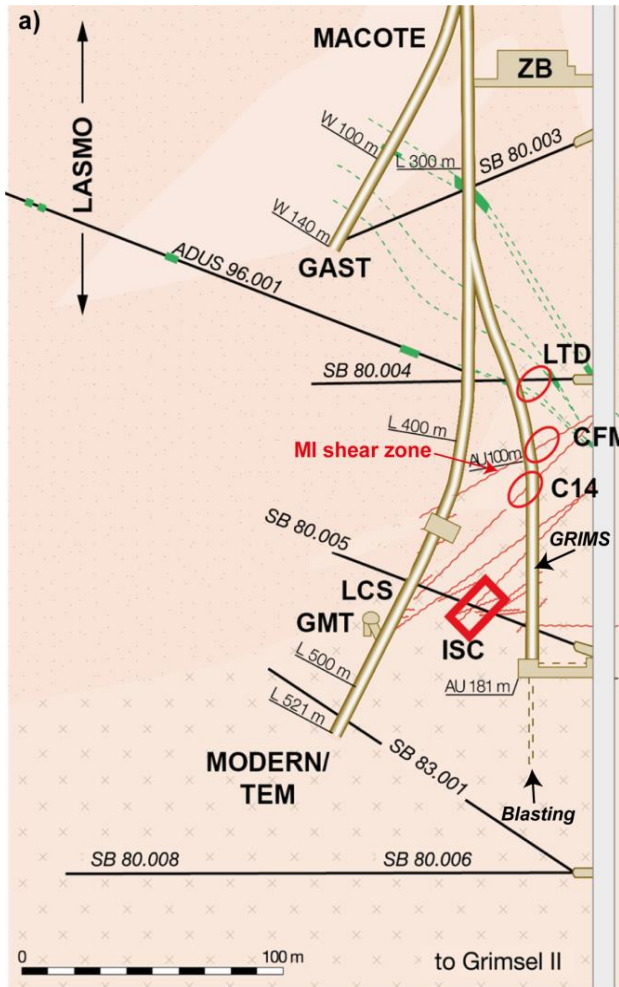 a)
MACOTE
ZB
LASMO
W 100 m
L 300 m
SB 80.003
W 140 m
GAST
ADUS 96.001
LTD
SB 80.004
L 400 m
CFM
MI shear zone
AU100m
C14
SB 80.005
GRIMS
LCS
GMT
ISC
L 500 m
AU 181 m
L 521 m
SB 83.001
MODERN/
TEM
Blasting
SB 80.008
SB 80.006
0
100 m
to Grimsel II